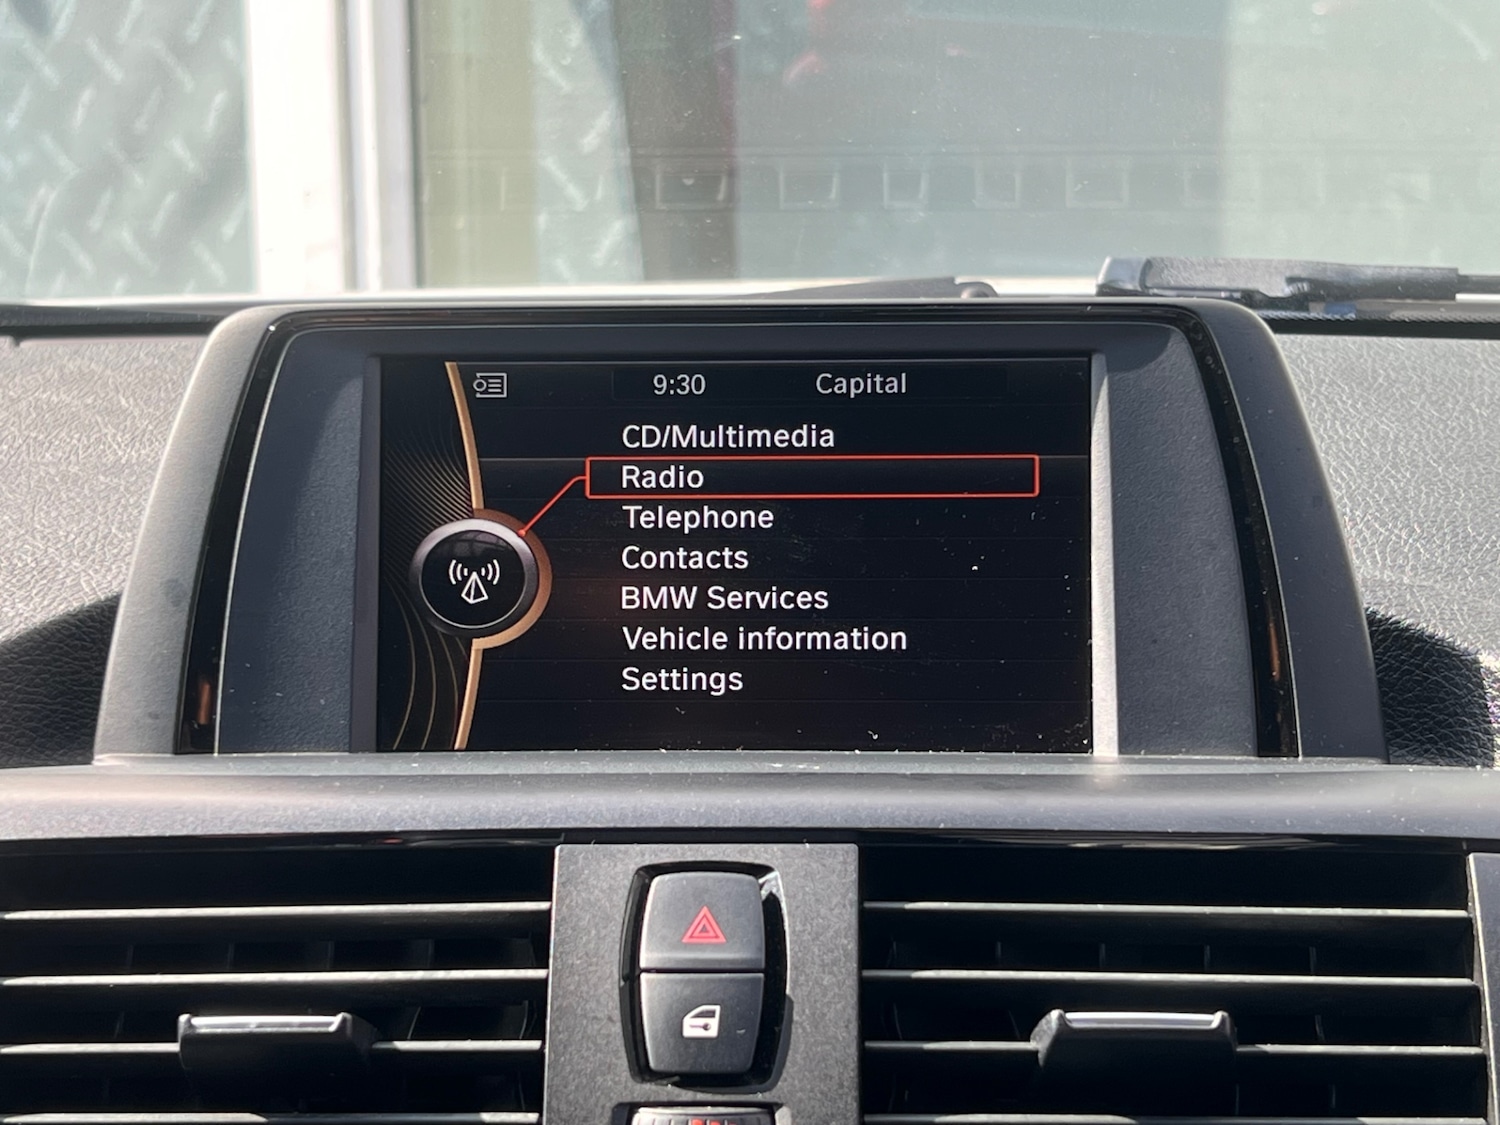 9:30 Capital
CD/Multimedia
Radio
Telephone
Contacts
BMW Services
Vehicle information
Settings